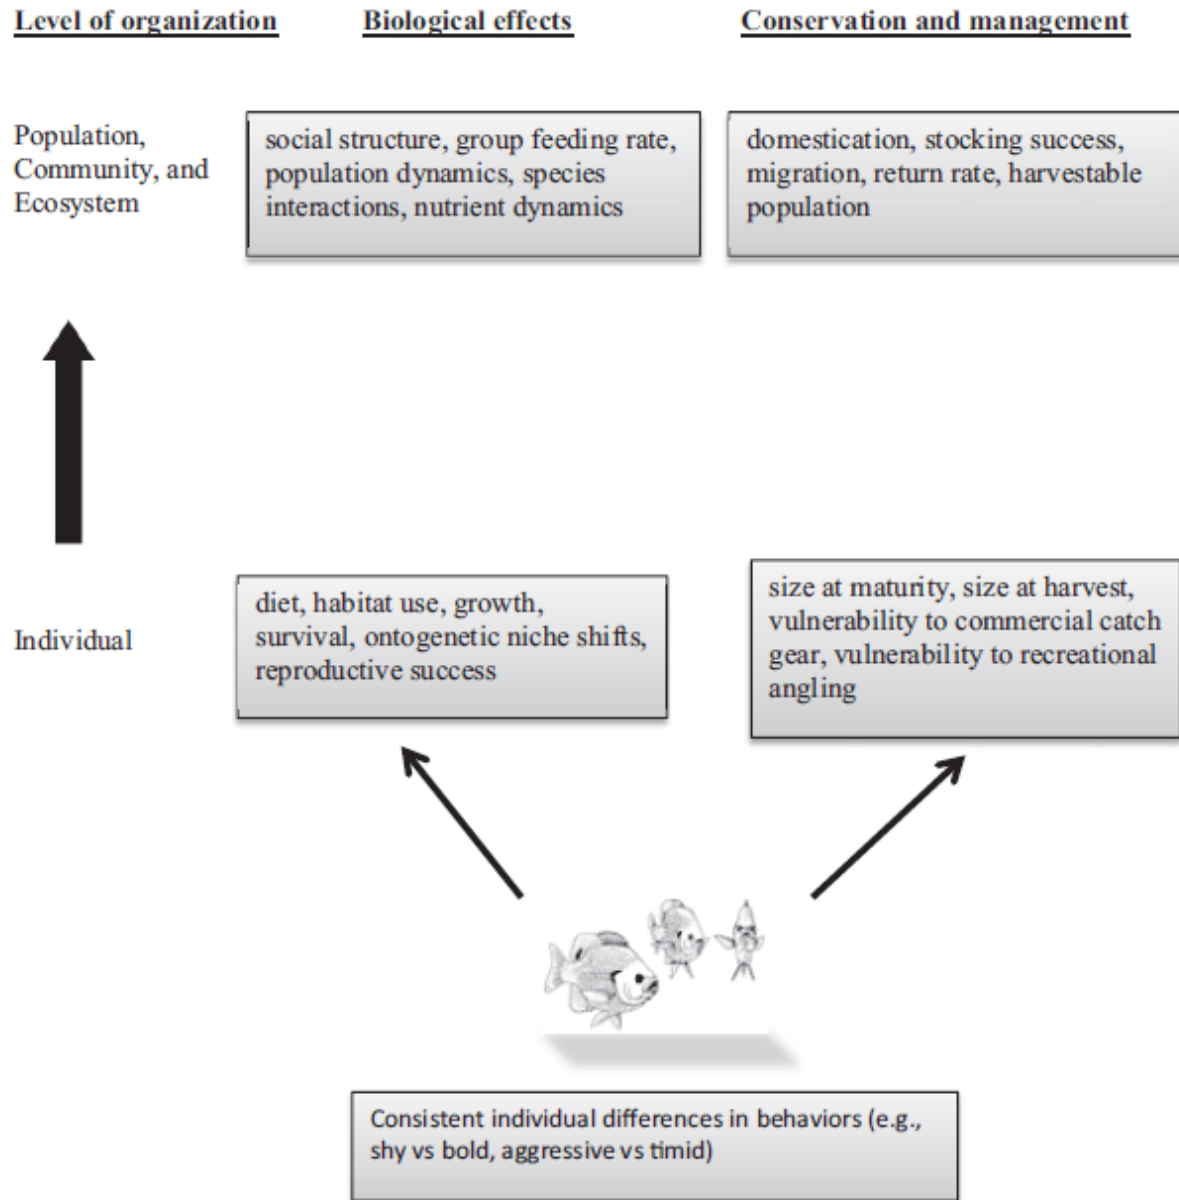 Level of organization
Biological effects
Conservation and management
Population,
Community, and
Ecosystem
social structure, group feeding rate,
population dynamics, species
interactions, nutrient dynamics
domestication, stocking success,
migration, return rate, harvestable
population
Individual
diet, habitat use, growth,
survival, ontogenetic niche shifts,
reproductive success
size at maturity, size at harvest,
vulnerability to commercial catch
gear, vulnerability to recreational
angling
Consistent individual differences in behaviors (e.g.,
shy vs bold, aggressive vs timid)